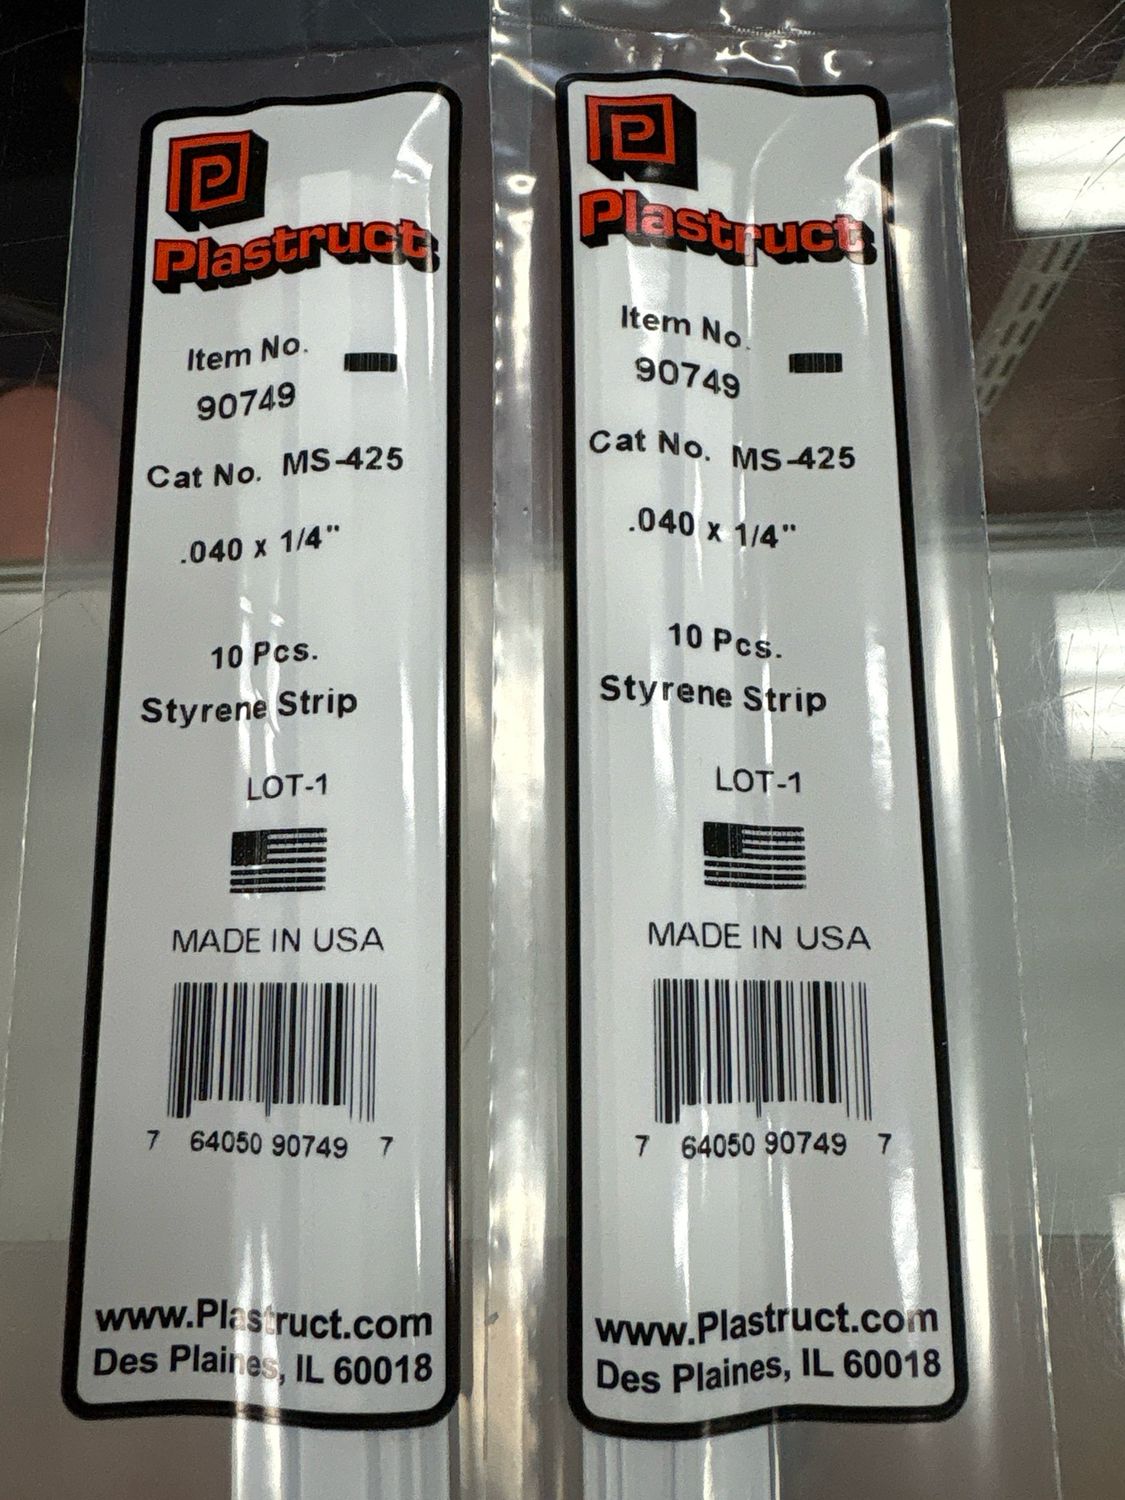 P
Plastruct
Item No.
90749
Cat No. MS-425
.040 x 1/4"
10 Pcs.
Styrene Strip
LOT-1
MADE IN USA
7 64050 90749 7
www.Plastruct.com
Des Plaines, IL 60018
P
Plastruct
Item No.
90749
Cat No. MS-425
.040 x 1/4"
10 Pcs.
Styrene Strip
LOT-1
MADE IN USA
7 64050 90749 7
www.Plastruct.com
Des Plaines, IL 60018